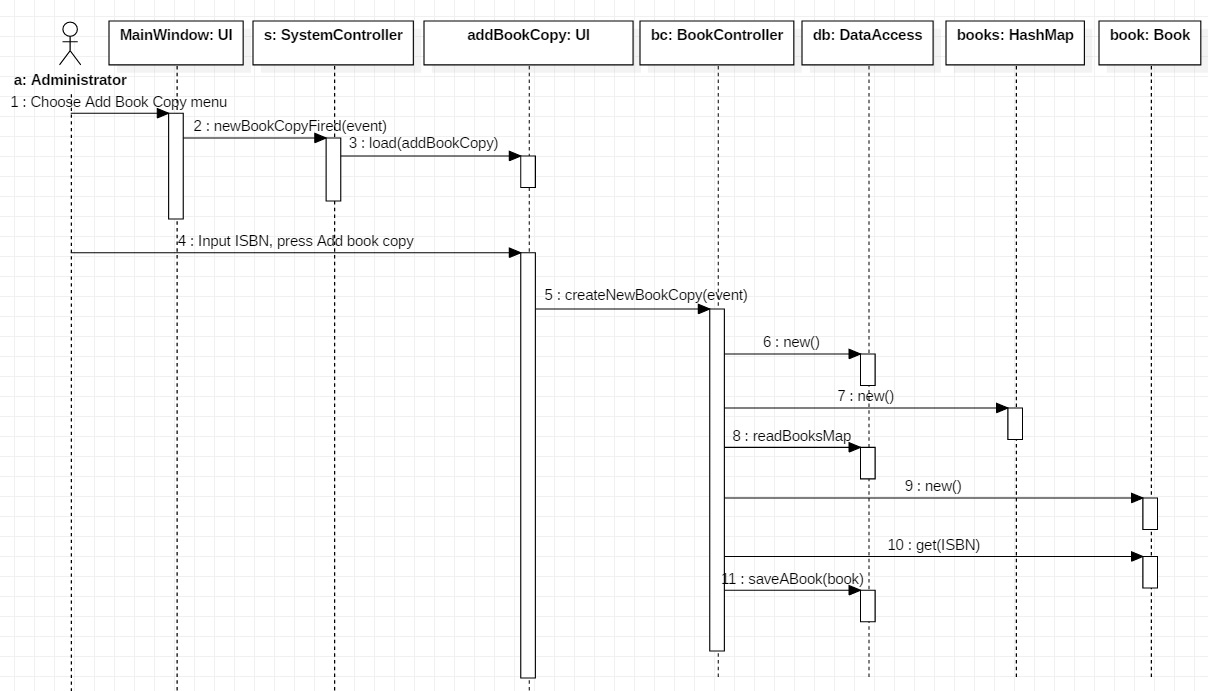 MainWindow: UI
s: SystemController
addBookCopy: UI
bc: BookController
db: DataAccess
books: HashMap
book: Book
a: Administrator
1 : Choose Add Book Copy menu
2 : newBookCopyFired(event)
3 : load(addBookCopy)
4 : Input ISBN, press Add book copy
5 : createNewBookCopy(event)
6 : new()
7 : new()
8 : readBooksMap
9 : new()
10 : get(ISBN)
11 : saveABook(book)